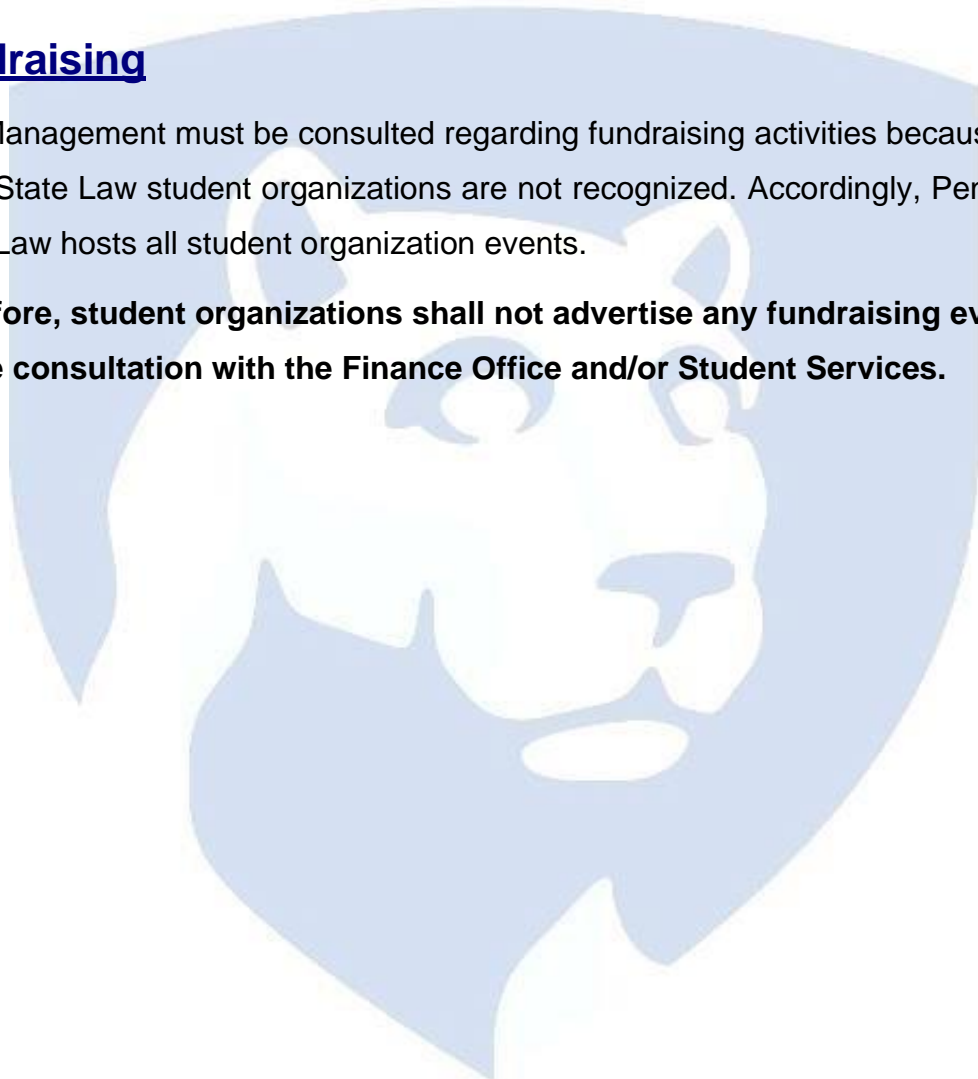 draising
Management must be consulted regarding fundraising activities becaus
State Law student organizations are not recognized. Accordingly, Per
Law hosts all student organization events.
fore, student organizations shall not advertise any fundraising ev
e consultation with the Finance Office and/or Student Services.